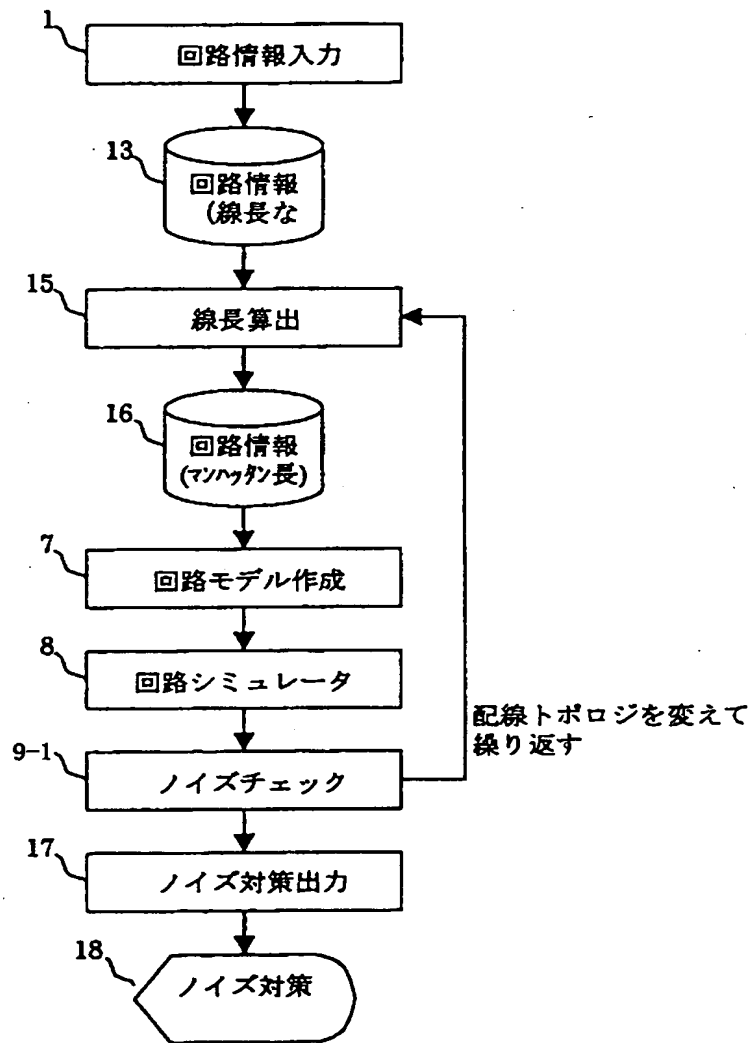 1
回路情報入力
13
回路情報
(線長な
15
線長算出
16
回路情報
(マンハッタン長)
7
回路モデル作成
8
回路シミュレータ
配線トポロジを変えて
繰り返す
9-1
ノイズチェック
17
ノイズ対策出力
18
ノイズ対策